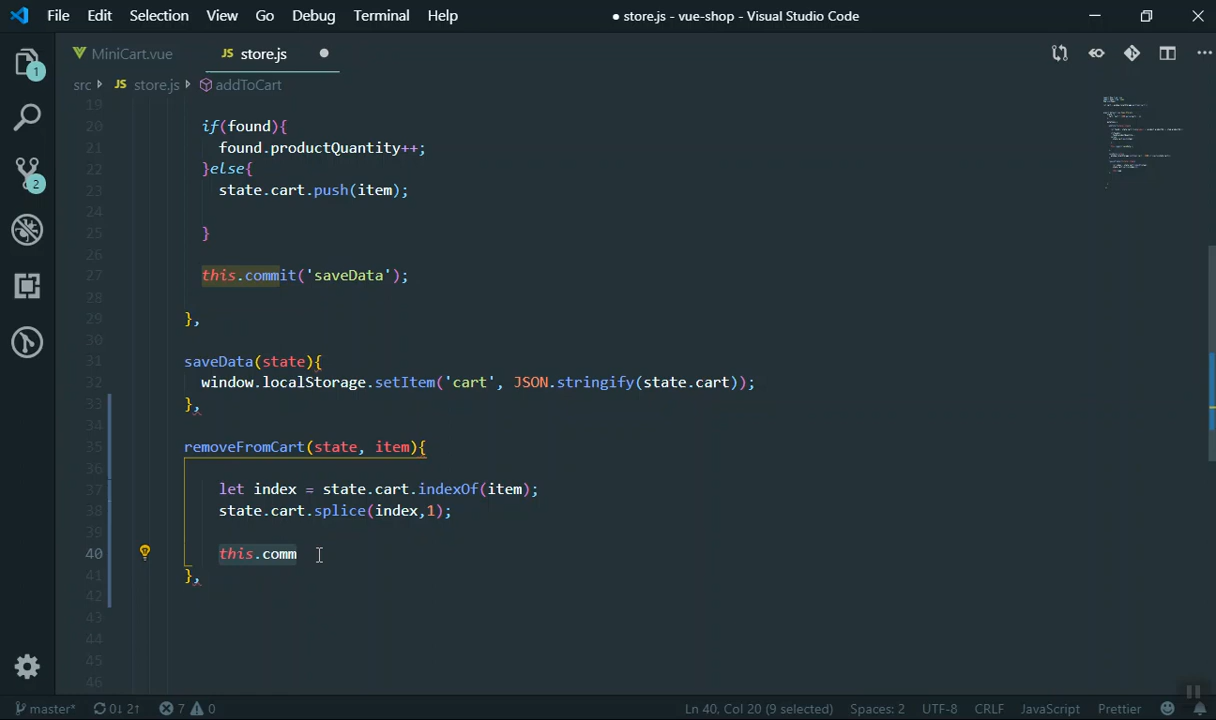 File Edit Selection View Go Debug Terminal Help ● store.js - vue-shop - Visual Studio Code
MiniCart.vue JS store.js
src JS store.js addToCart
19
20 if(found){
21 found.productQuantity++;
22 }else{
23 state.cart.push(item);
24
25 }
26
27 this.commit('saveData');
28
29 },
30
31 saveData(state){
32 window.localStorage.setItem('cart', JSON.stringify(state.cart));
33 },
34
35 removeFromCart(state, item){
36
37 let index = state.cart.indexOf(item);
38 state.cart.splice(index,1);
39
40 this.comm
41 },
42
43
44
45
46
1
2
master* 0↓ 2↑ 7 0 Ln 40, Col 20 (9 selected) Spaces: 2 UTF-8 CRLF JavaScript Prettier